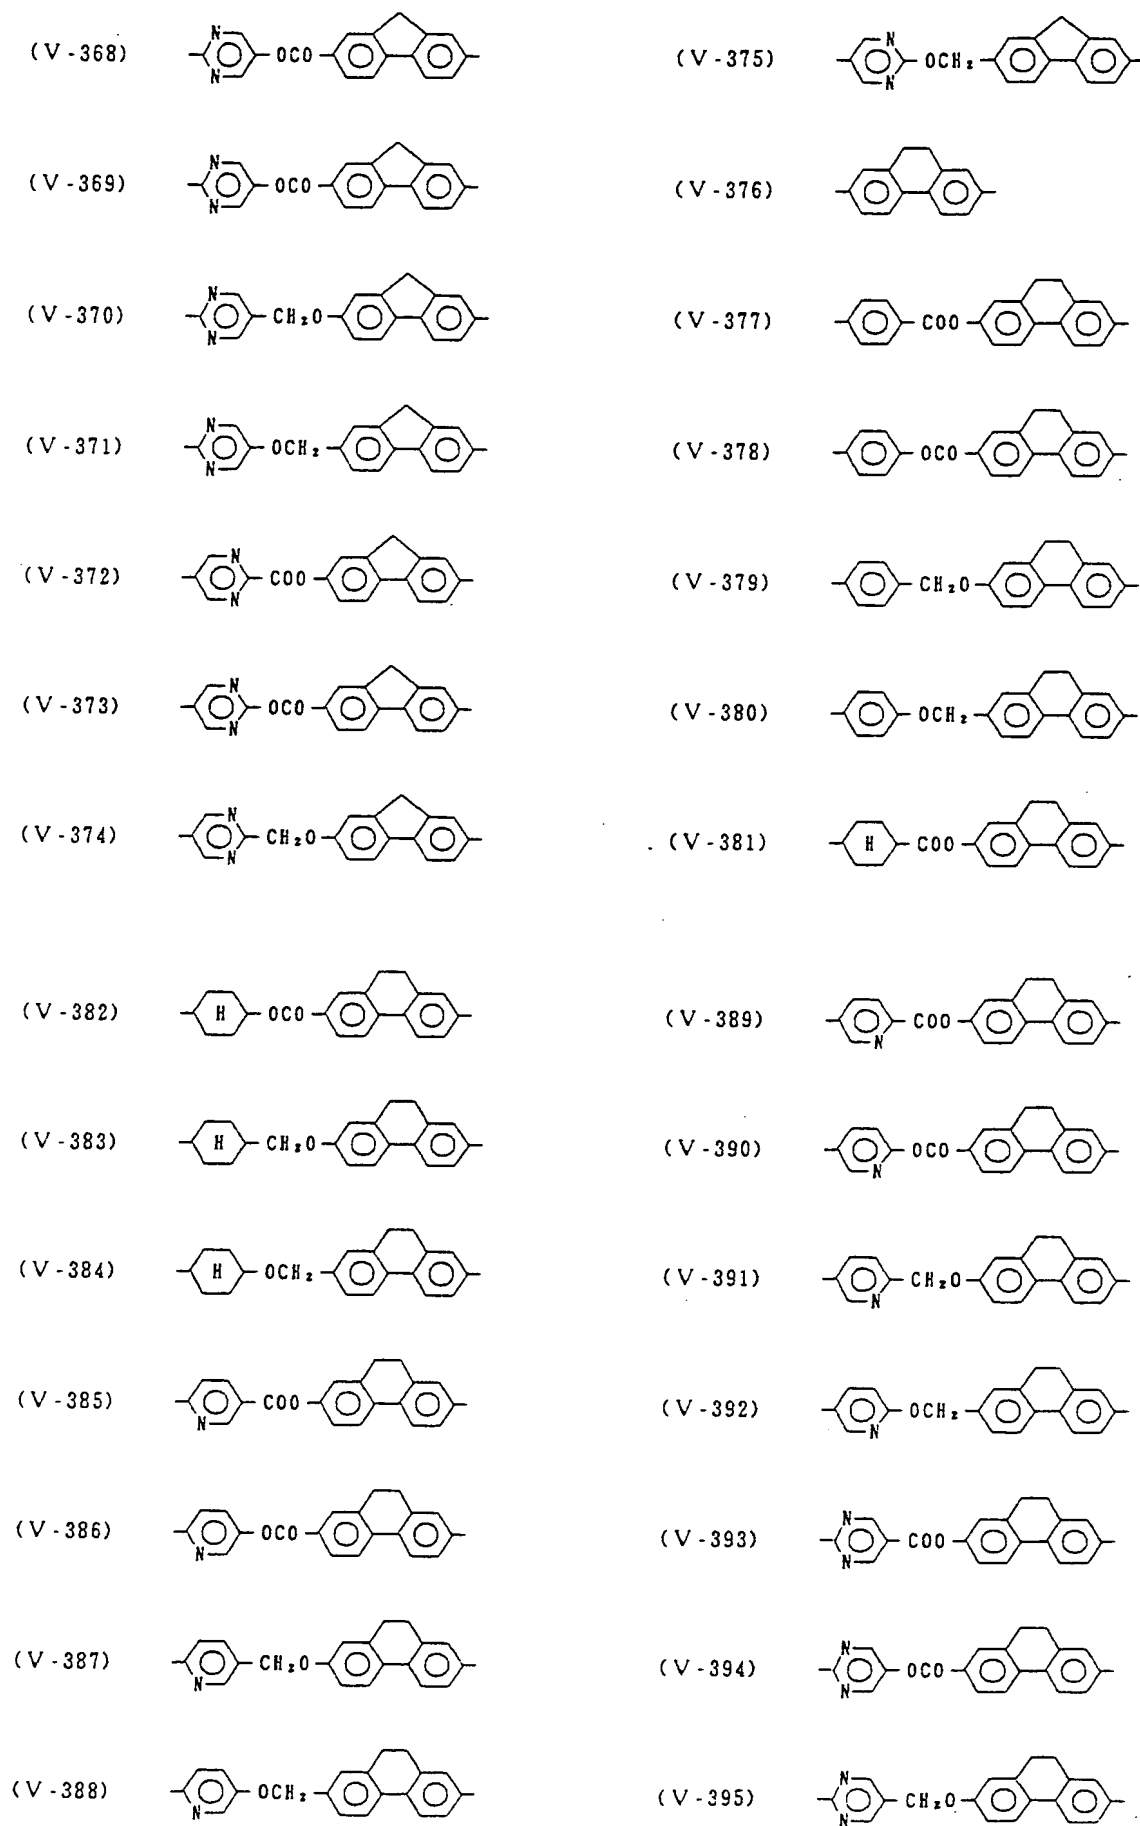 (V-368) N N OCO
(V-369) N N OCO
(V-370) N N CH₂O
(V-371) N N OCH₂
(V-372) N N COO
(V-373) N N OCO
(V-374) N N CH₂O
(V-375) N N OCH₂
(V-376)
(V-377) COO
(V-378) OCO
(V-379) CH₂O
(V-380) OCH₂
(V-381) H COO
(V-382) H OCO
(V-383) H CH₂O
(V-384) H OCH₂
(V-385) N COO
(V-386) N OCO
(V-387) N CH₂O
(V-388) N OCH₂
(V-389) N COO
(V-390) N OCO
(V-391) N CH₂O
(V-392) N OCH₂
(V-393) N N COO
(V-394) N N OCO
(V-395) N N CH₂O